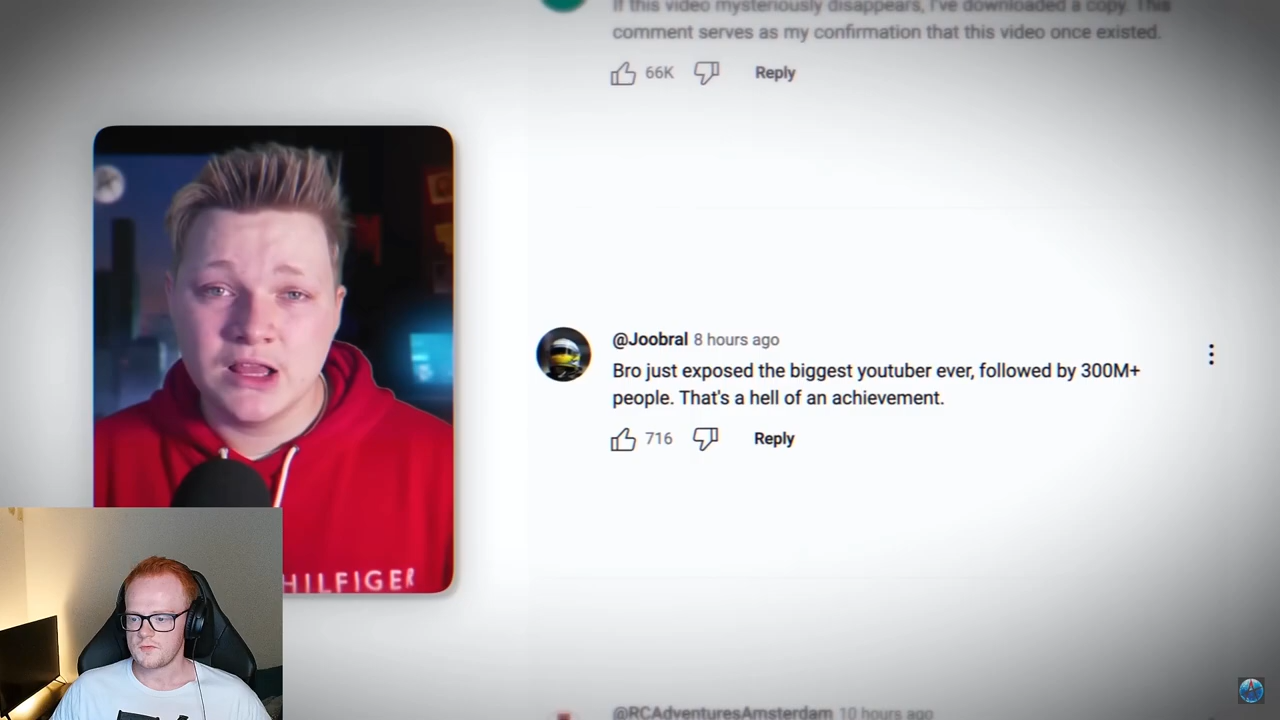 If this video mysteriously disappears, I've downloaded a copy. This
comment serves as my confirmation that this video once existed.
66K Reply
@Joobral 8 hours ago
Bro just exposed the biggest youtuber ever, followed by 300M+
people. That's a hell of an achievement.
716 Reply
HILFIGER
@RCAdventuresAmsterdam 10 hours ago